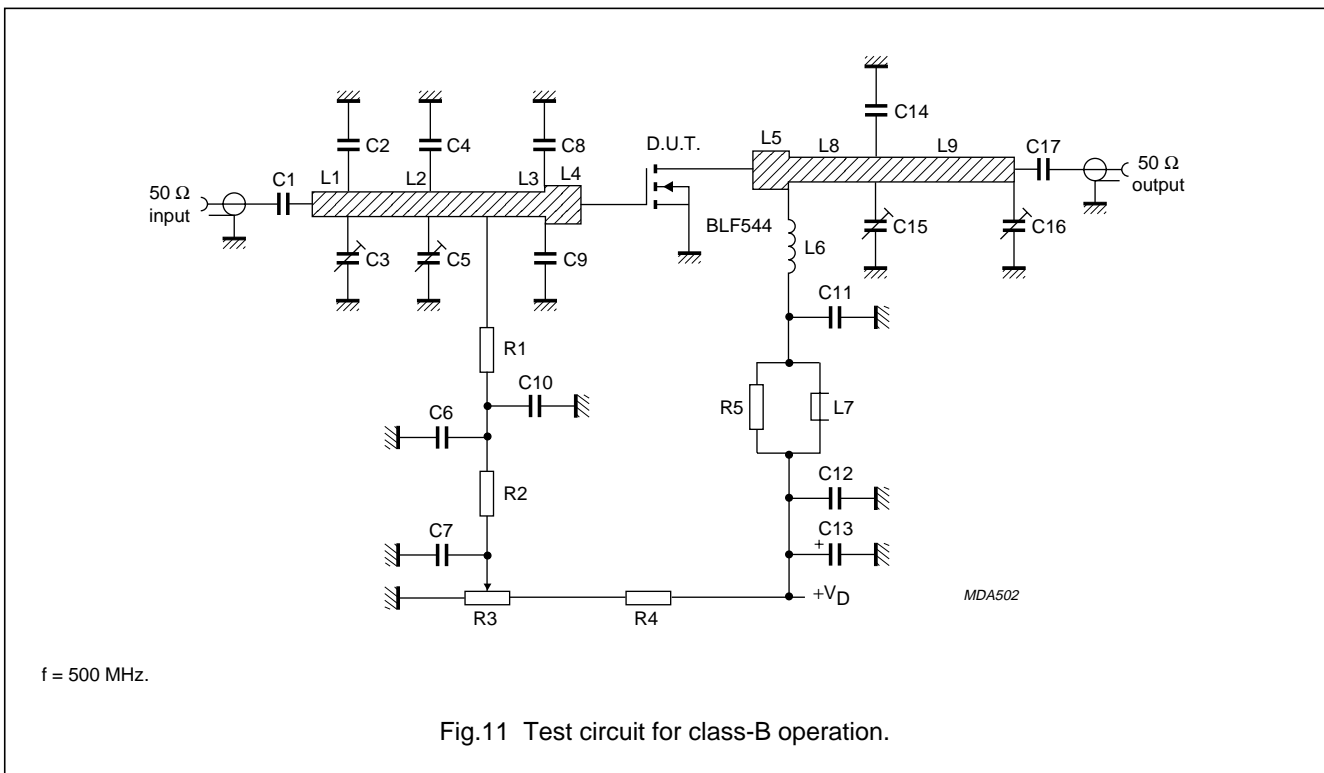 C14
D.U.T.
L5
C2
C4
C8
L8
L9
C17
L1
L2
L3
L4
C1
50 Ω
input
50 Ω
output
BLF544
C3
C5
C9
L6
C15
C16
C11
R1
C10
R5
L7
C6
R2
C12
C7
C13
+
R3
R4
+VD
MDA502
f = 500 MHz.
Fig.11 Test circuit for class-B operation.